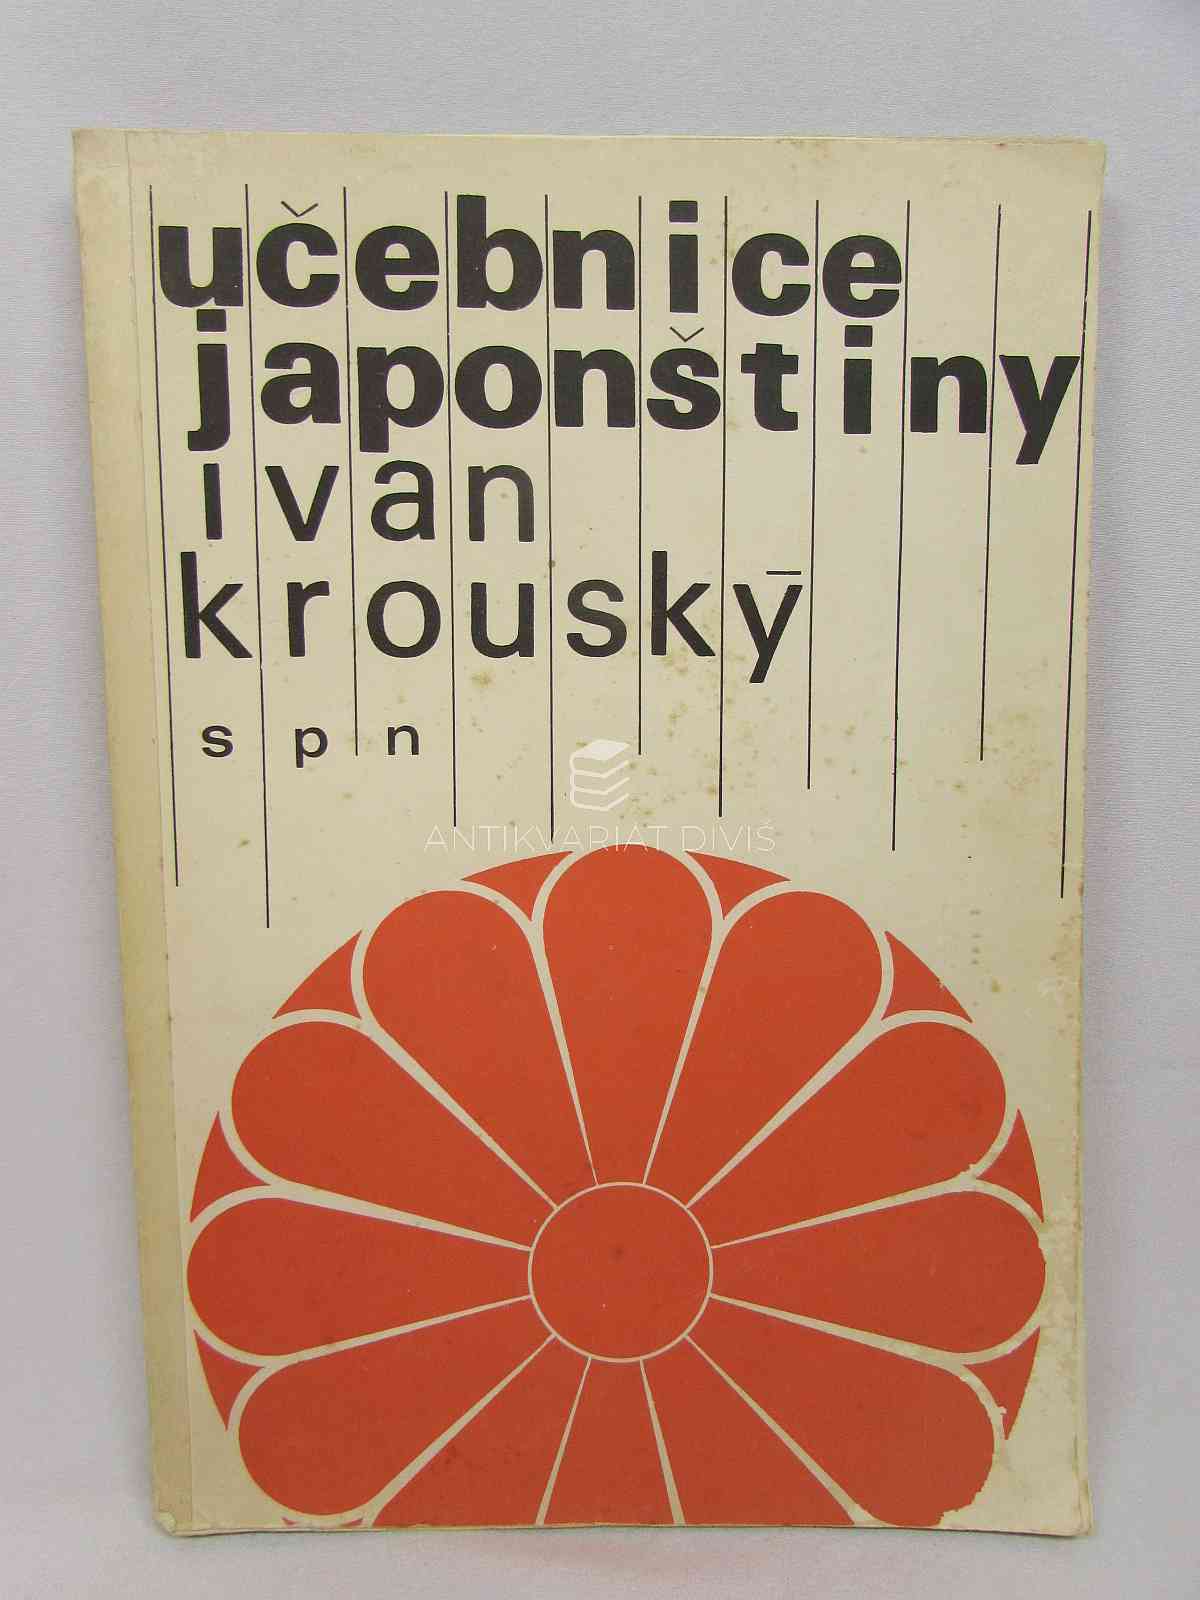 učebnice
japonštiny
ivan
krouský
spn
ANTIKVARIÁT DIVIŠ